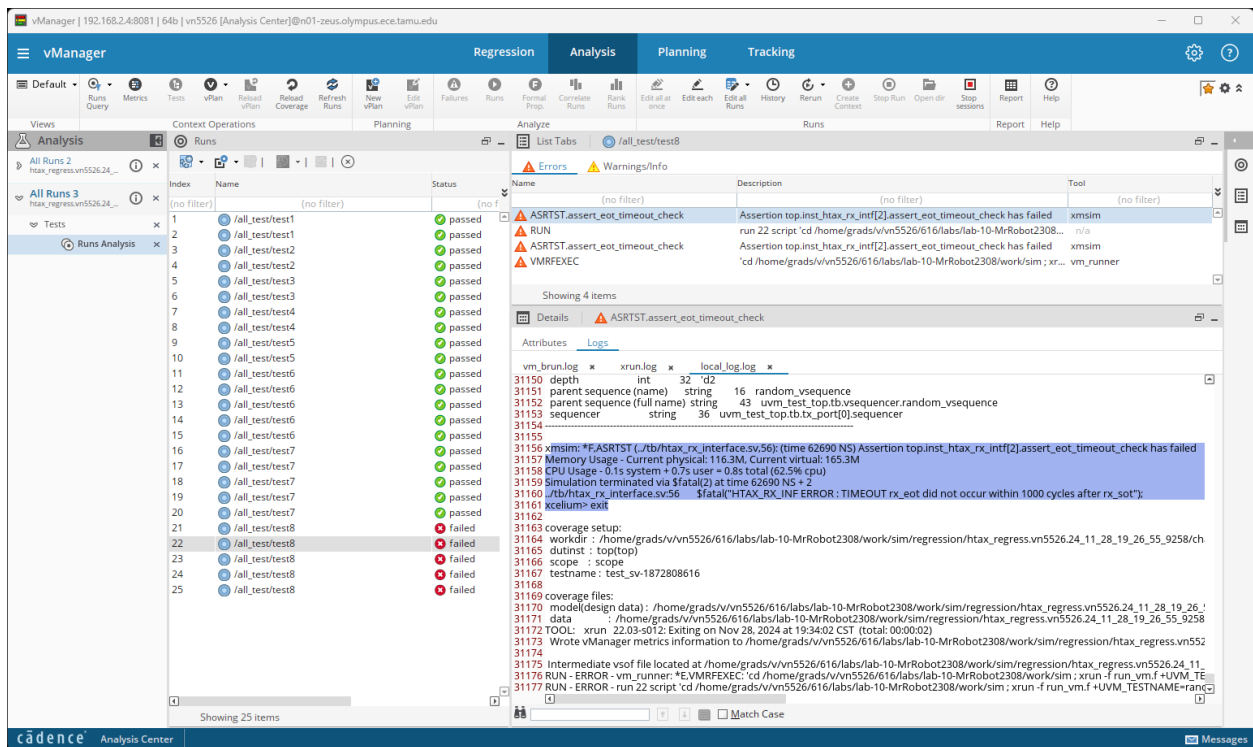 vManager | 192.168.2.4:8081 | 64b | vn5526 [Analysis Center]@n01-zeus.olympus.ece.tamu.edu
vManager
Regression Analysis Planning Tracking
Default
Runs Query
Metrics
Tests
vPlan
Reload vPlan
Reload Coverage
Refresh Runs
New vPlan
Edit vPlan
Failures
Runs
Formal Prop.
Correlate Runs
Rank Runs
Edit all at once
Edit each
Edit all Runs
History
Rerun
Create Context
Stop Run
Open dir
Stop sessions
Report
Help
Views
Context Operations
Planning
Analyze
Runs
Report
Help
Analysis
All Runs 2
htax_regress.vn5526.24_...
All Runs 3
htax_regress.vn5526.24_...
Tests
Runs Analysis
Runs
Index Name Status
(no filter) (no filter) (no f
1 /all_test/test1 passed
2 /all_test/test1 passed
3 /all_test/test2 passed
4 /all_test/test2 passed
5 /all_test/test3 passed
6 /all_test/test3 passed
7 /all_test/test4 passed
8 /all_test/test4 passed
9 /all_test/test5 passed
10 /all_test/test5 passed
11 /all_test/test6 passed
12 /all_test/test6 passed
13 /all_test/test6 passed
14 /all_test/test6 passed
15 /all_test/test6 passed
16 /all_test/test7 passed
17 /all_test/test7 passed
18 /all_test/test7 passed
19 /all_test/test7 passed
20 /all_test/test7 passed
21 /all_test/test8 failed
22 /all_test/test8 failed
23 /all_test/test8 failed
24 /all_test/test8 failed
25 /all_test/test8 failed
Showing 25 items
List Tabs /all_test/test8
Errors Warnings/Info
Name Description Tool
(no filter) (no filter) (no filter)
ASRTST.assert_eot_timeout_check Assertion top.inst_htax_rx_intf[2].assert_eot_timeout_check has failed xmsim
RUN run 22 script 'cd /home/grads/v/vn5526/616/labs/lab-10-MrRobot2308... n/a
ASRTST.assert_eot_timeout_check Assertion top.inst_htax_rx_intf[2].assert_eot_timeout_check has failed xmsim
VMRFEXEC 'cd /home/grads/v/vn5526/616/labs/lab-10-MrRobot2308/work/sim ; xr... vm_runner
Showing 4 items
Details ASRTST.assert_eot_timeout_check
Attributes Logs
vm_brun.log xrun.log local_log.log
31150 depth int 32 'd2
31151 parent sequence (name) string 16 random_vsequence
31152 parent sequence (full name) string 43 uvm_test_top.tb.vsequencer.random_vsequence
31153 sequencer string 36 uvm_test_top.tb.tx_port[0].sequencer
31154 --------------------------------------------------------------------------------
31155
31156 xmsim: *F,ASRTST (../tb/htax_rx_interface.sv,56): (time 62690 NS) Assertion top.inst_htax_rx_intf[2].assert_eot_timeout_check has failed
31157 Memory Usage - Current physical: 116.3M, Current virtual: 165.3M
31158 CPU Usage - 0.1s system + 0.7s user = 0.8s total (62.5% cpu)
31159 Simulation terminated via $fatal(2) at time 62690 NS + 2
31160 ../tb/htax_rx_interface.sv:56 $fatal("HTAX_RX_INF ERROR : TIMEOUT rx_eot did not occur within 1000 cycles after rx_sot");
31161 xcelium> exit
31162
31163 coverage setup:
31164 workdir : /home/grads/v/vn5526/616/labs/lab-10-MrRobot2308/work/sim/regression/htax_regress.vn5526.24_11_28_19_26_55_9258/ch
31165 dutinst : top(top)
31166 scope : scope
31167 testname : test_sv-1872808616
31168
31169 coverage files:
31170 model(design data) : /home/grads/v/vn5526/616/labs/lab-10-MrRobot2308/work/sim/regression/htax_regress.vn5526.24_11_28_19_26_
31171 data : /home/grads/v/vn5526/616/labs/lab-10-MrRobot2308/work/sim/regression/htax_regress.vn5526.24_11_28_19_26_55_9258
31172 TOOL: xrun 22.03-s012: Exiting on Nov 28, 2024 at 19:34:02 CST (total: 00:00:02)
31173 Wrote vManager metrics information to /home/grads/v/vn5526/616/labs/lab-10-MrRobot2308/work/sim/regression/htax_regress.vn552
31174
31175 Intermediate vsof file located at /home/grads/v/vn5526/616/labs/lab-10-MrRobot2308/work/sim/regression/htax_regress.vn5526.24_11_
31176 RUN - ERROR - vm_runner: *E,VMRFEXEC: 'cd /home/grads/v/vn5526/616/labs/lab-10-MrRobot2308/work/sim ; xrun -f run_vm.f +UVM_TE
31177 RUN - ERROR - run 22 script 'cd /home/grads/v/vn5526/616/labs/lab-10-MrRobot2308/work/sim ; xrun -f run_vm.f +UVM_TESTNAME=ranc
Match Case
cādence Analysis Center
Messages